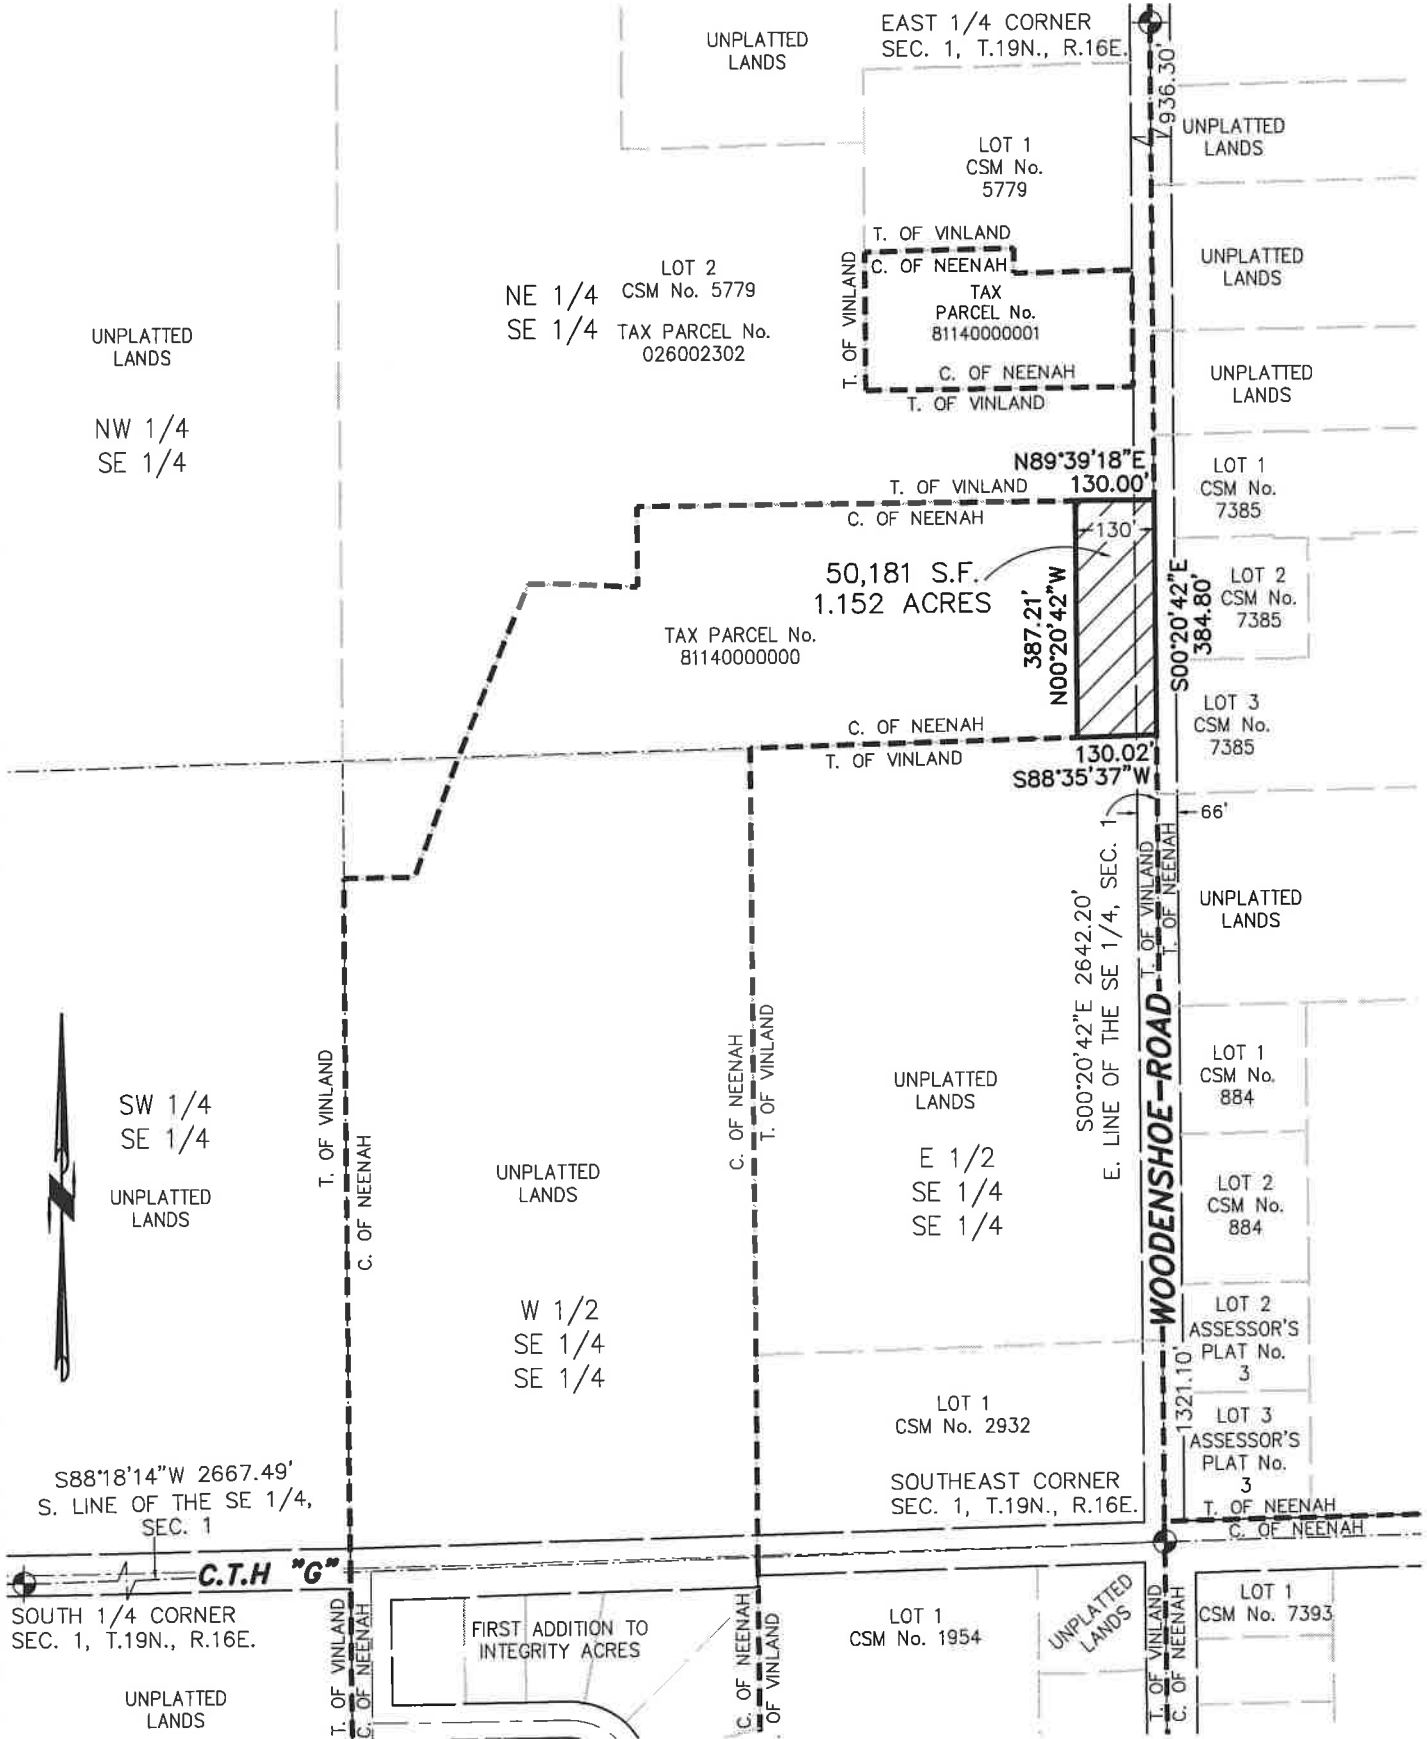 UNPLATTED
LANDS
EAST 1/4 CORNER
SEC. 1, T.19N., R.16E.
936.30'
UNPLATTED
LANDS
LOT 1
CSM No.
5779
T. OF VINLAND
C. OF NEENAH
T. OF VINLAND
TAX
PARCEL No.
81140000001
C. OF NEENAH
T. OF VINLAND
UNPLATTED
LANDS
LOT 2
CSM No. 5779
NE 1/4
SE 1/4
TAX PARCEL No.
026002302
UNPLATTED
LANDS
NW 1/4
SE 1/4
UNPLATTED
LANDS
N89°39'18"E
130.00'
T. OF VINLAND
C. OF NEENAH
LOT 1
CSM No.
7385
130'
50,181 S.F.
1.152 ACRES
387.21'
N00°20'42"W
S00°20'42"E
384.80'
LOT 2
CSM No.
7385
TAX PARCEL No.
81140000000
C. OF NEENAH
T. OF VINLAND
130.02'
S88°35'37"W
LOT 3
CSM No.
7385
66'
T. OF VINLAND
T. OF NEENAH
S00°20'42"E 2642.20'
E. LINE OF THE SE 1/4, SEC. 1
UNPLATTED
LANDS
WOODENSHOE ROAD
LOT 1
CSM No.
884
LOT 2
CSM No.
884
SW 1/4
SE 1/4
UNPLATTED
LANDS
T. OF VINLAND
C. OF NEENAH
UNPLATTED
LANDS
W 1/2
SE 1/4
SE 1/4
C. OF NEENAH
T. OF VINLAND
UNPLATTED
LANDS
E 1/2
SE 1/4
SE 1/4
LOT 2
ASSESSOR'S
PLAT No.
3
1321.10'
LOT 3
ASSESSOR'S
PLAT No.
3
LOT 1
CSM No. 2932
SOUTHEAST CORNER
SEC. 1, T.19N., R.16E.
T. OF NEENAH
C. OF NEENAH
S88°18'14"W 2667.49'
S. LINE OF THE SE 1/4,
SEC. 1
C.T.H "G"
SOUTH 1/4 CORNER
SEC. 1, T.19N., R.16E.
UNPLATTED
LANDS
T. OF VINLAND
C. OF NEENAH
FIRST ADDITION TO
INTEGRITY ACRES
C. OF NEENAH
OF VINLAND
LOT 1
CSM No. 1954
UNPLATTED
LANDS
T. OF VINLAND
C. OF NEENAH
LOT 1
CSM No. 7393